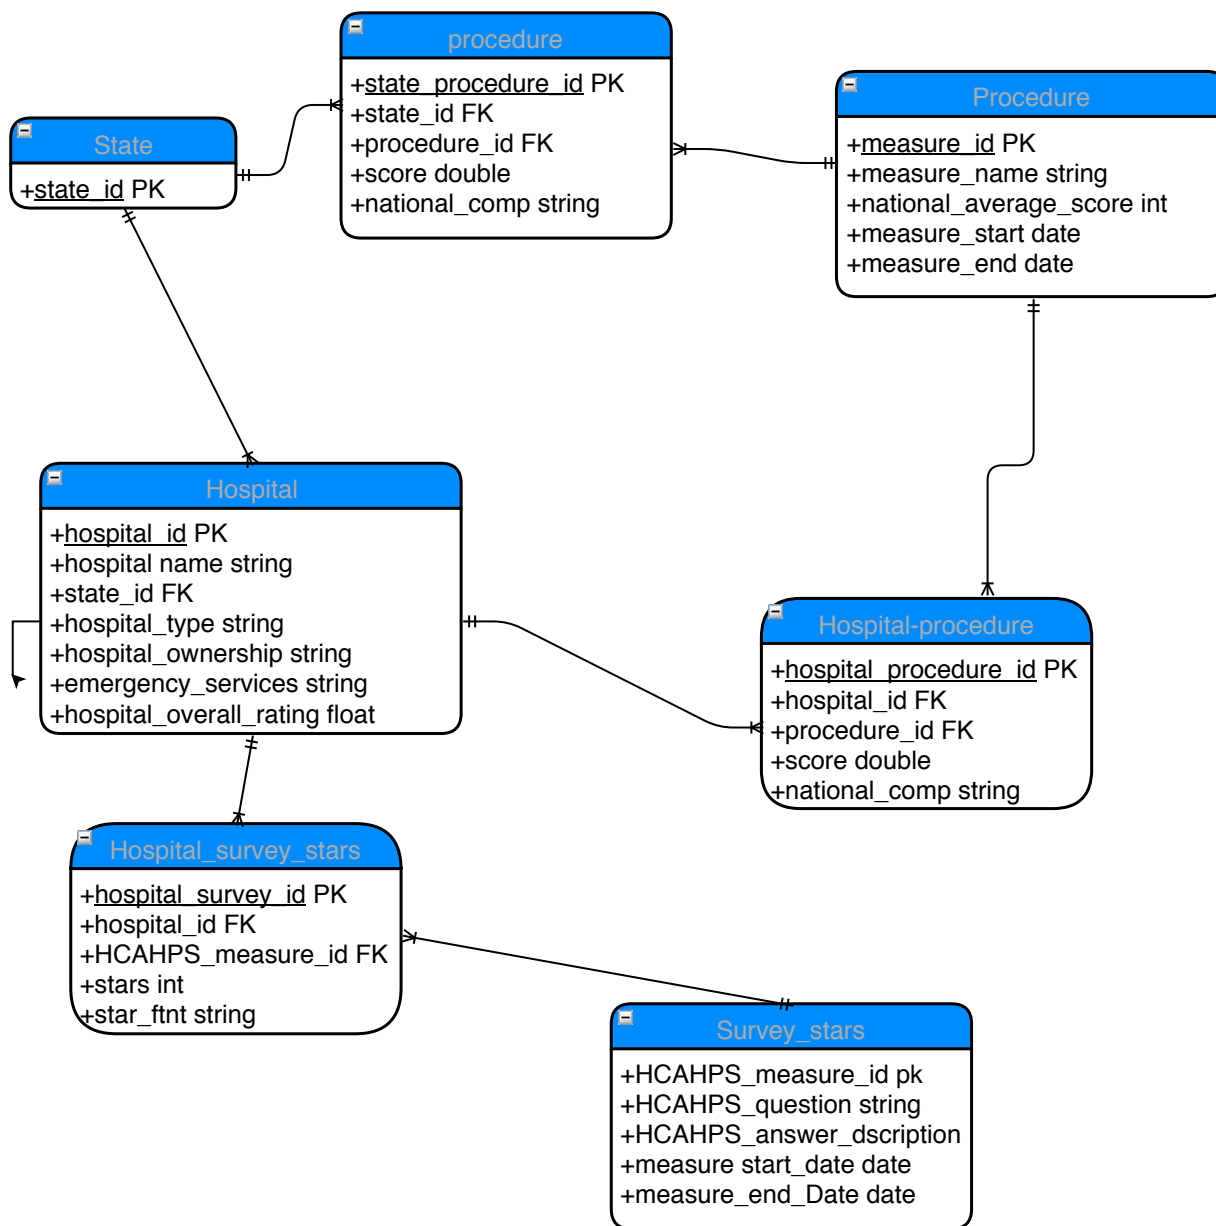 procedure
+state_procedure_id PK
+state_id FK
+procedure_id FK
+score double
+national_comp string
Procedure
+measure_id PK
+measure_name string
+national_average_score int
+measure_start date
+measure_end date
State
+state_id PK
Hospital
+hospital_id PK
+hospital name string
+state_id FK
+hospital_type string
+hospital_ownership string
+emergency_services string
+hospital_overall_rating float
Hospital-procedure
+hospital_procedure_id PK
+hospital_id FK
+procedure_id FK
+score double
+national_comp string
Hospital_survey_stars
+hospital_survey_id PK
+hospital_id FK
+HCAHPS_measure_id FK
+stars int
+star_ftnt string
Survey_stars
+HCAHPS_measure_id pk
+HCAHPS_question string
+HCAHPS_answer_dscription
+measure start_date date
+measure_end_Date date